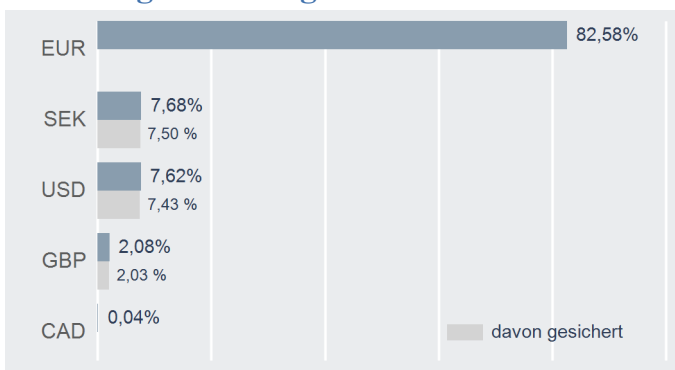 EUR 82,58%
SEK 7,68%
7,50 %
USD 7,62%
7,43 %
GBP 2,08%
2,03 %
CAD 0,04%
davon gesichert